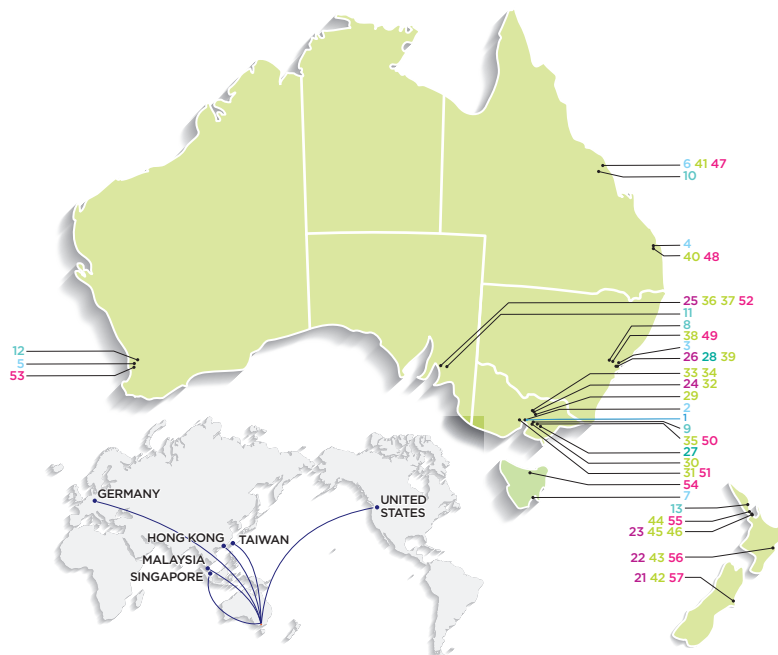 6 41 47
10
4
40 48
25 36 37 52
11
8
38 49
3
26 28 39
33 34
24 32
29
2
1
9
35 50
27
30
31 51
54
7
12
5
53
13
44 55
23 45 46
22 43 56
21 42 57
GERMANY
HONG KONG
TAIWAN
MALAYSIA
SINGAPORE
UNITED
STATES